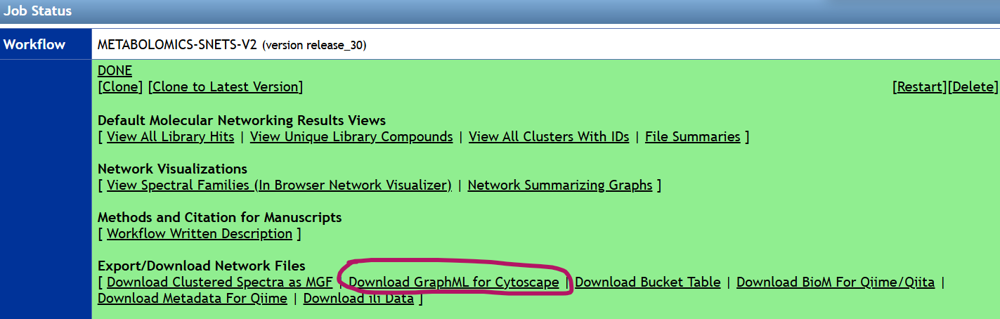 Job Status
Workflow METABOLOMICS-SNETS-V2 (version release_30)
DONE
[Clone] [Clone to Latest Version] [Restart][Delete]
Default Molecular Networking Results Views
[ View All Library Hits | View Unique Library Compounds | View All Clusters With IDs | File Summaries ]
Network Visualizations
[ View Spectral Families (In Browser Network Visualizer) | Network Summarizing Graphs ]
Methods and Citation for Manuscripts
[ Workflow Written Description ]
Export/Download Network Files
[ Download Clustered Spectra as MGF | Download GraphML for Cytoscape | Download Bucket Table | Download BioM For Qiime/Qiita |
Download Metadata For Qiime | Download ili Data ]